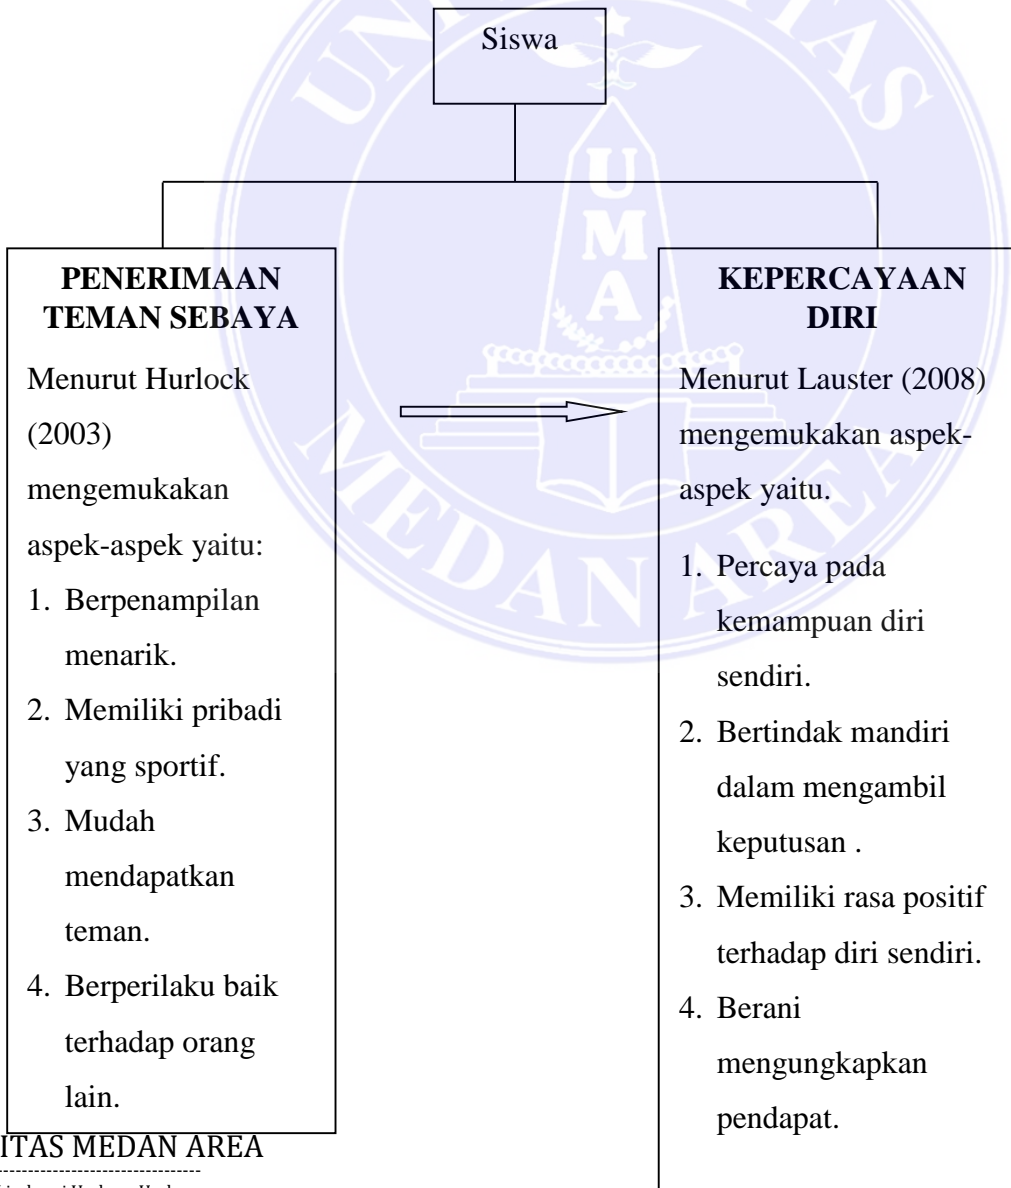 Siswa
PENERIMAAN
TEMAN SEBAYA
Menurut Hurlock
(2003)
mengemukakan
aspek-aspek yaitu:
1. Berpenampilan
menarik.
2. Memiliki pribadi
yang sportif.
3. Mudah
mendapatkan
teman.
4. Berperilaku baik
terhadap orang
lain.
KEPERCAYAAN
DIRI
Menurut Lauster (2008)
mengemukakan aspek-
aspek yaitu.
1. Percaya pada
kemampuan diri
sendiri.
2. Bertindak mandiri
dalam mengambil
keputusan .
3. Memiliki rasa positif
terhadap diri sendiri.
4. Berani
mengungkapkan
pendapat.
UMA
MEDAN AREA
ITAS MEDAN AREA